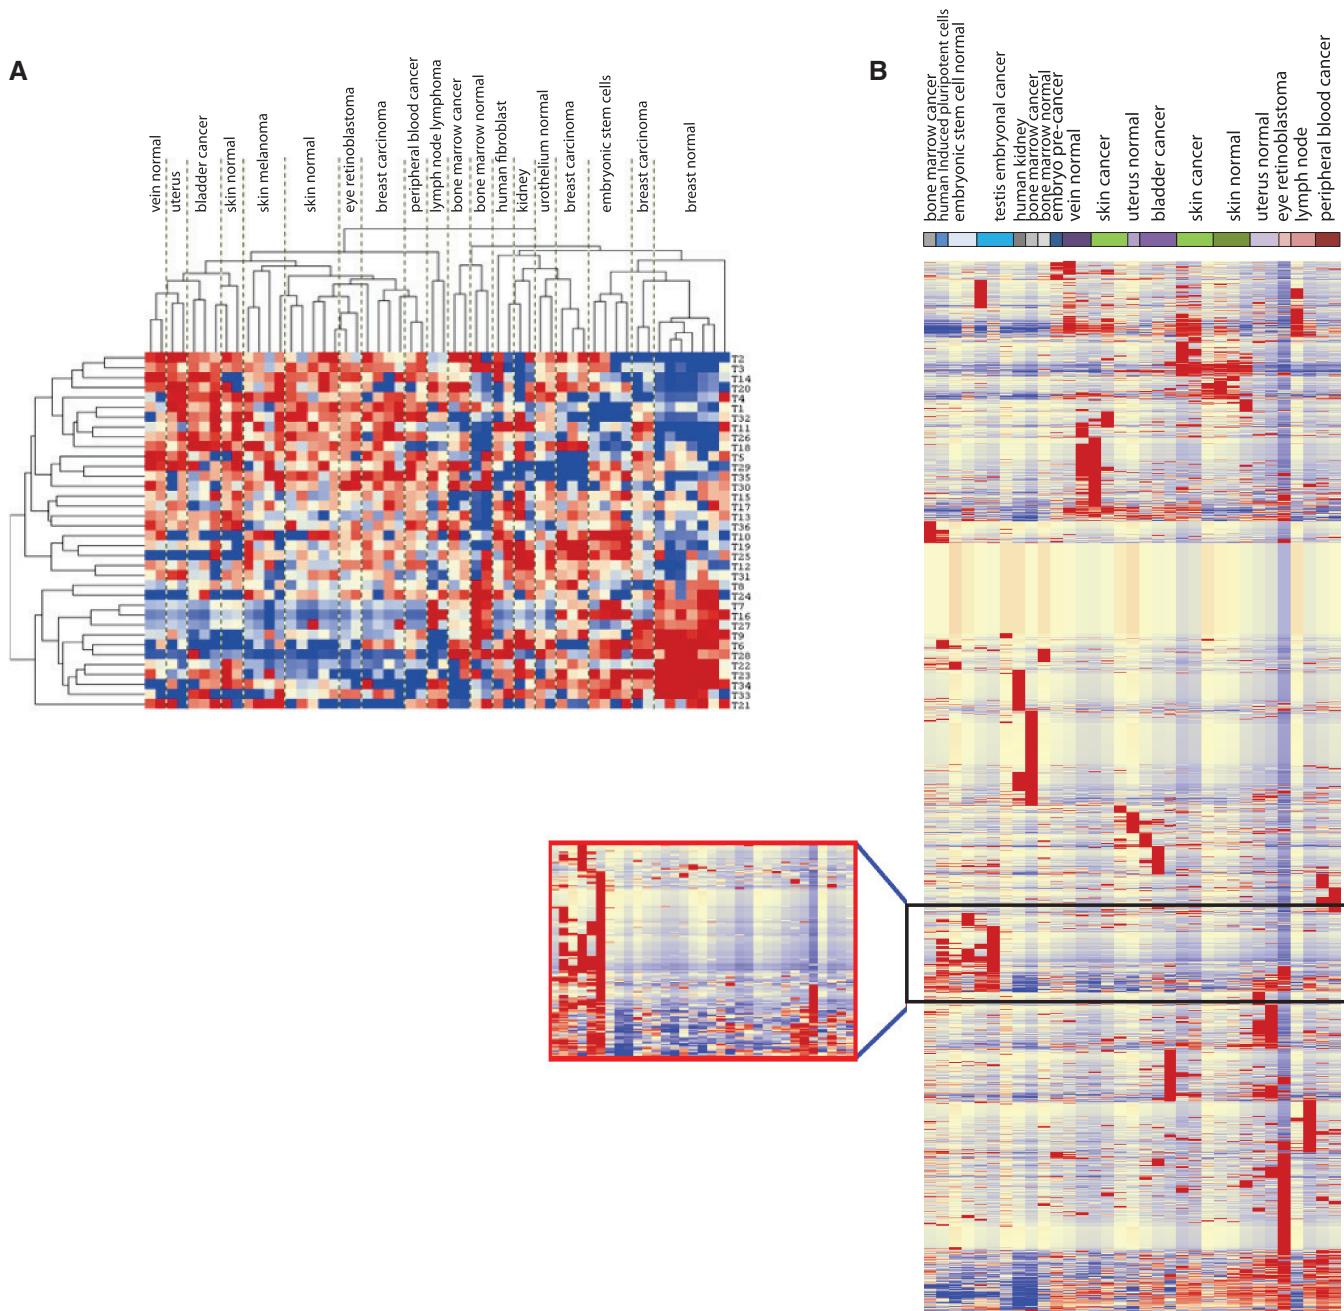 A
vein normal
uterus
bladder cancer
skin normal
skin melanoma
skin normal
eye retinoblastoma
breast carcinoma
peripheral blood cancer
lymph node lymphoma
bone marrow cancer
bone marrow normal
human fibroblast
kidney
urothelium normal
breast carcinoma
embryonic stem cells
breast carcinoma
breast normal
T2
T3
T14
T20
T4
T1
T32
T11
T26
T18
T5
T29
T35
T30
T15
T17
T13
T36
T10
T19
T25
T12
T31
T8
T24
T7
T16
T27
T9
T6
T28
T22
T23
T34
T33
T21
B
bone marrow cancer
human Induced pluripotent cells
embryonic stem cell normal
testis embryonal cancer
human kidney
bone marrow cancer
bone marrow normal
embryo pre-cancer
vein normal
skin cancer
uterus normal
bladder cancer
skin cancer
skin normal
uterus normal
eye retinoblastoma
lymph node
peripheral blood cancer